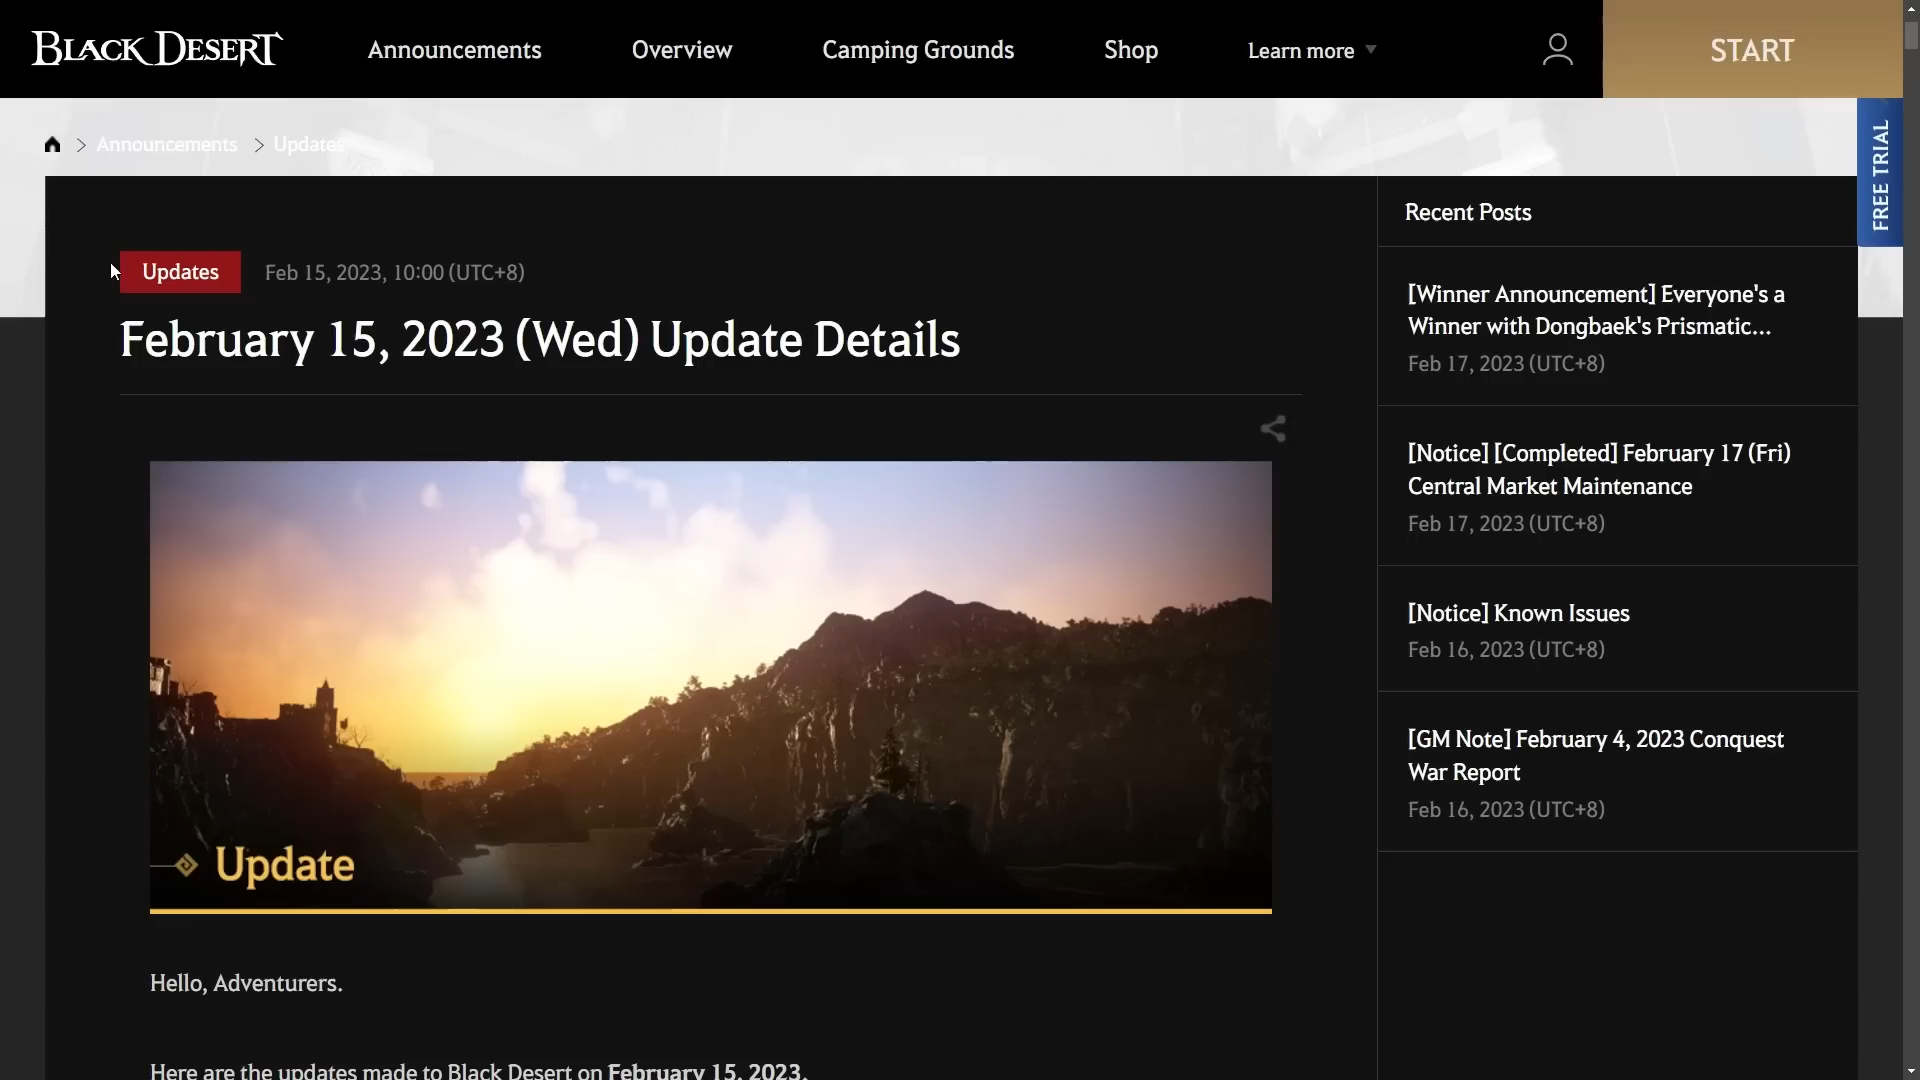 BLACK DESERT
Announcements
Overview
Camping Grounds
Shop
Learn more
START
Announcements
Updates
FREE TRIAL
Updates
Feb 15, 2023, 10:00 (UTC+8)
February 15, 2023 (Wed) Update Details
Update
Hello, Adventurers.
Here are the updates made to Black Desert on February 15, 2023.
Recent Posts
[Winner Announcement] Everyone's a
Winner with Dongbaek's Prismatic...
Feb 17, 2023 (UTC+8)
[Notice] [Completed] February 17 (Fri)
Central Market Maintenance
Feb 17, 2023 (UTC+8)
[Notice] Known Issues
Feb 16, 2023 (UTC+8)
[GM Note] February 4, 2023 Conquest
War Report
Feb 16, 2023 (UTC+8)